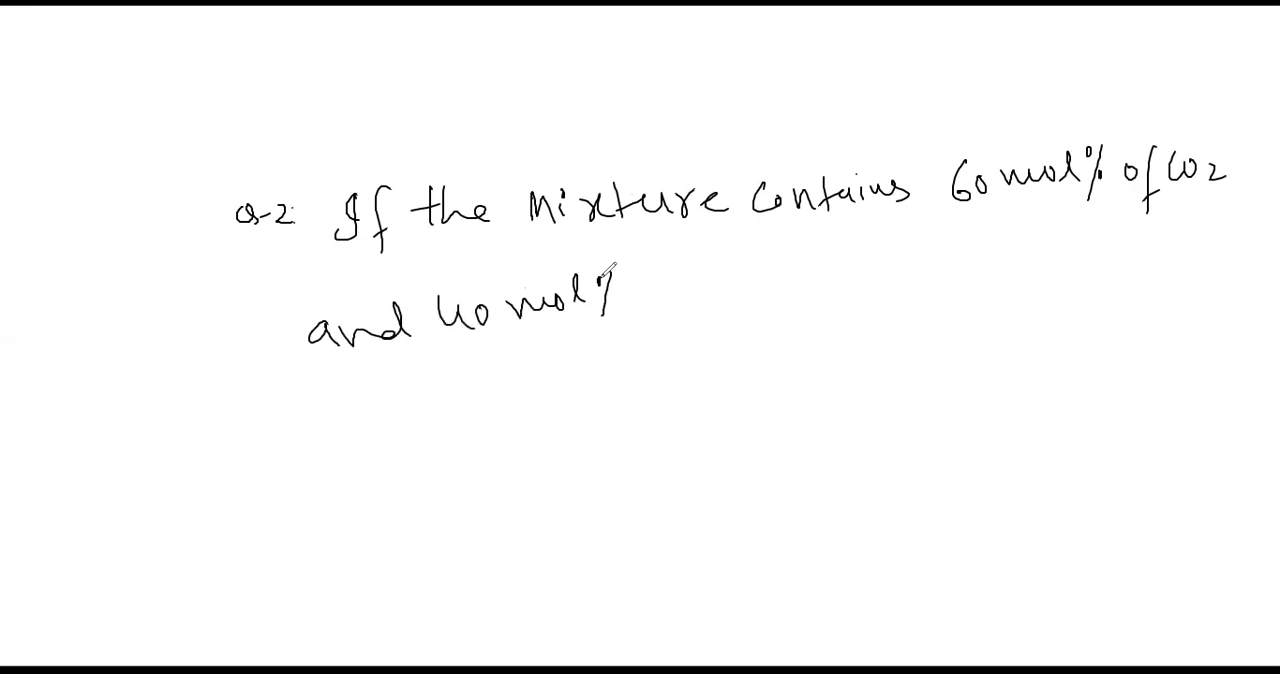 Q-2. If the Mixture Contains 60 mol% of CO2
and 40 mol%